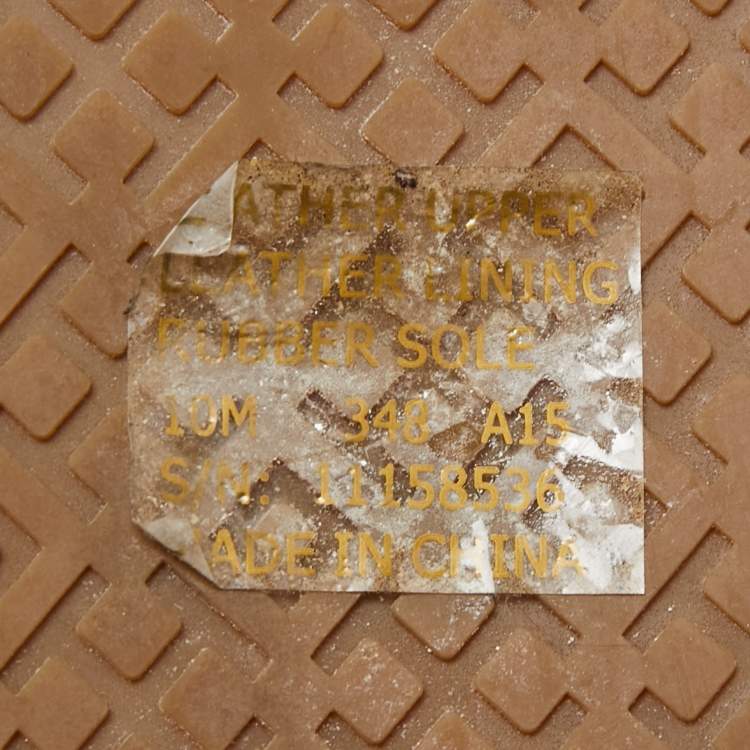 LEATHER UPPER
LEATHER LINING
RUBBER SOLE
10M 348 A15
S/N: 11158536
MADE IN CHINA